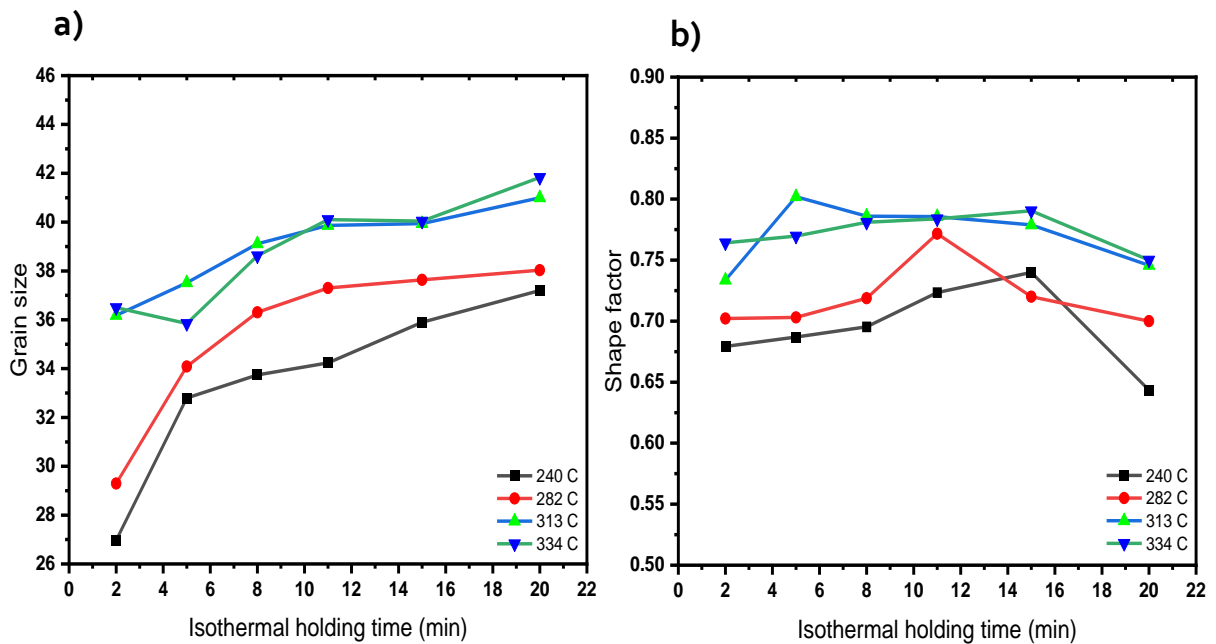 a)
46
44
42
40
38
36
34
32
30
28
26
Grain size
0 2 4 6 8 10 12 14 16 18 20 22
Isothermal holding time (min)
240 C
282 C
313 C
334 C
b)
0.90
0.85
0.80
0.75
0.70
0.65
0.60
0.55
0.50
Shape factor
0 2 4 6 8 10 12 14 16 18 20 22
Isothermal holding time (min)
240 C
282 C
313 C
334 C